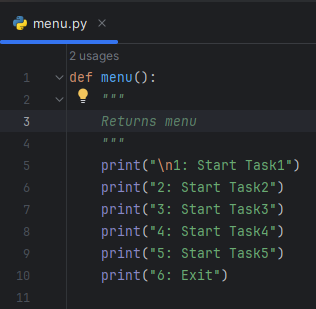 menu.py
2 usages
1 def menu():
2 """
3 Returns menu
4 """
5 print("\n1: Start Task1")
6 print("2: Start Task2")
7 print("3: Start Task3")
8 print("4: Start Task4")
9 print("5: Start Task5")
10 print("6: Exit")
11